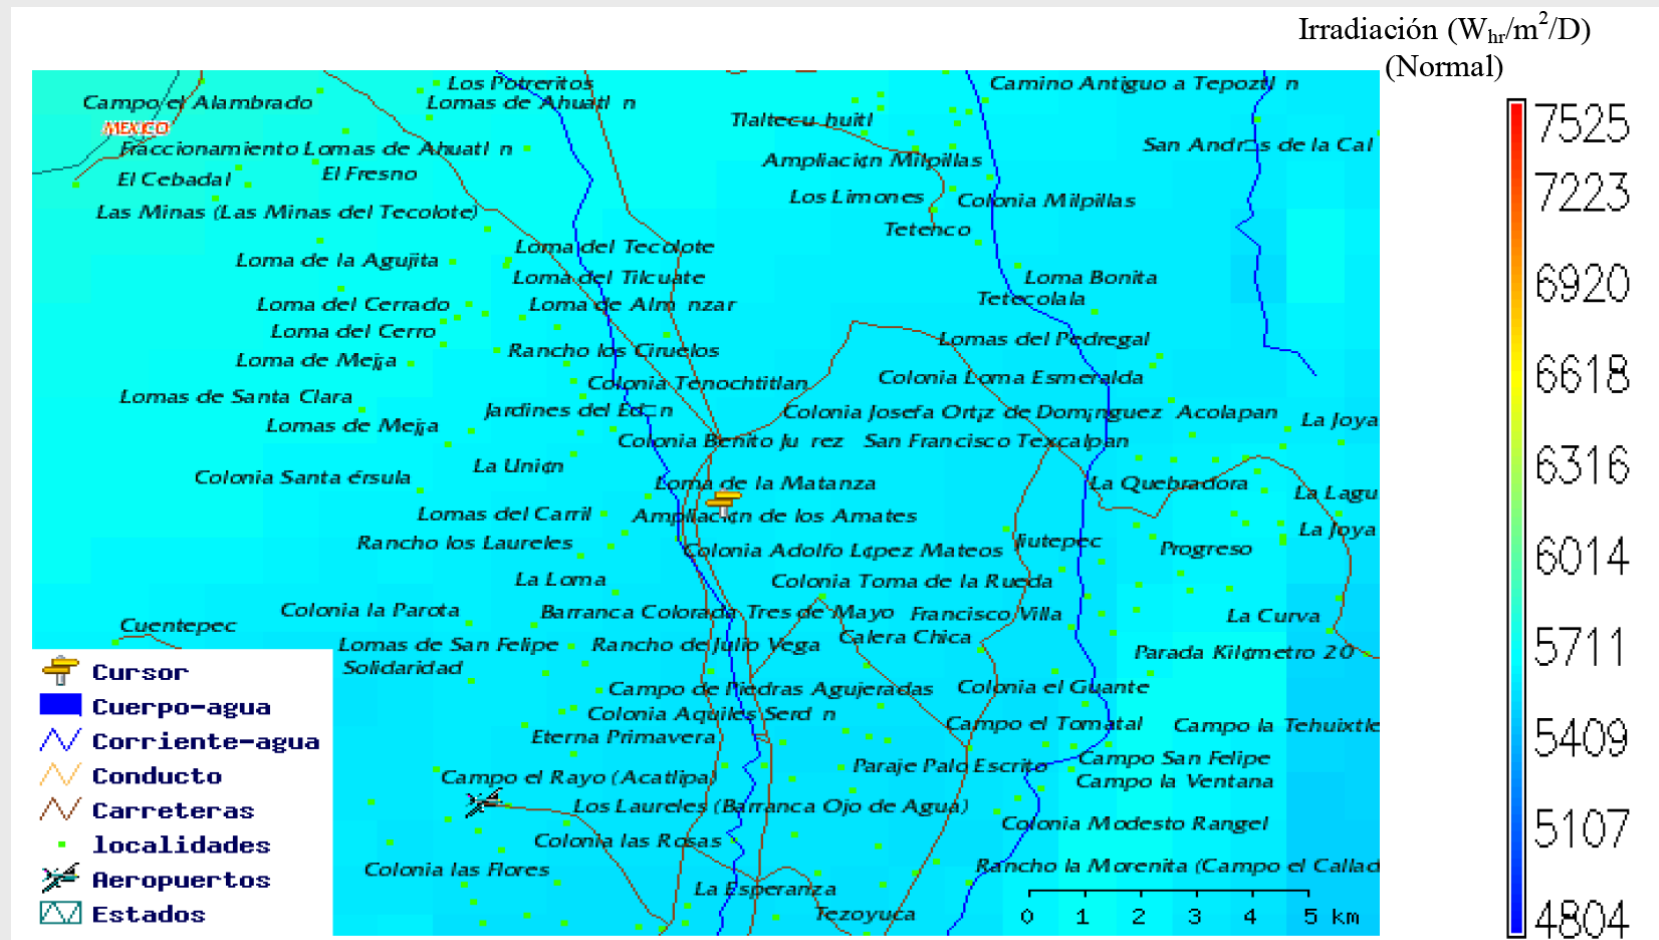 Irradiación (Whr/m2/D)
(Normal)
Los Potreritos
Camino Antiguo a Tepoztl n
Campo el Alambrado
Lomas de Ahuatl n
Tlaltecu huitl
MEXICO
Fraccionamiento Lomas de Ahuatl n
San Andr s de la Cal
Ampliación Milpillas
El Cebadal
El Fresno
Los Limones
Colonia Milpillas
Las Minas (Las Minas del Tecolote)
Tetenco
Loma del Tecolote
Loma de la Agujita
Loma del Tilcuate
Loma Bonita
Tetecolala
Loma del Cerrado
Loma de Alm nzar
Loma del Cerro
Lomas del Pedregal
Rancho los Ciruelos
Loma de Mejía
Colonia Tenochtitlan
Colonia Loma Esmeralda
Lomas de Santa Clara
Jardines del Ed n
Colonia Josefa Ortiz de Dominguez
Acolapan
La Joya
Lomas de Mejía
Colonia Benito Ju rez
San Francisco Texcalpan
La Unión
Colonia Santa érsula
Loma de la Matanza
La Quebradora
La Lagu
Lomas del Carril
Ampliación de los Amates
La Joya
Rancho los Laureles
Colonia Adolfo López Mateos
Jiutepec
Progreso
La Loma
Colonia Toma de la Rueda
Colonia la Parota
Barranca Colorada
Tres de Mayo
Francisco Villa
La Curva
Cuentepec
Lomas de San Felipe
Rancho de Julio Vega
Calera Chica
Parada Kilómetro 20
Solidaridad
Campo de Piedras Agujeradas
Colonia el Guante
Colonia Aquiles Serd n
Campo el Tomatal
Campo la Tehuixtle
Eterna Primavera
Paraje Palo Escrito
Campo San Felipe
Campo el Rayo (Acatlipa)
Campo la Ventana
Los Laureles (Barranca Ojo de Agua)
Colonia Modesto Rangel
Colonia las Rosas
Colonia las Flores
Rancho la Morenita (Campo el Callad
La Esperanza
Tezoyuca
0 1 2 3 4 5 km
Cursor
Cuerpo-agua
Corriente-agua
Conducto
Carreteras
localidades
Aeropuertos
Estados
7525
7223
6920
6618
6316
6014
5711
5409
5107
4804